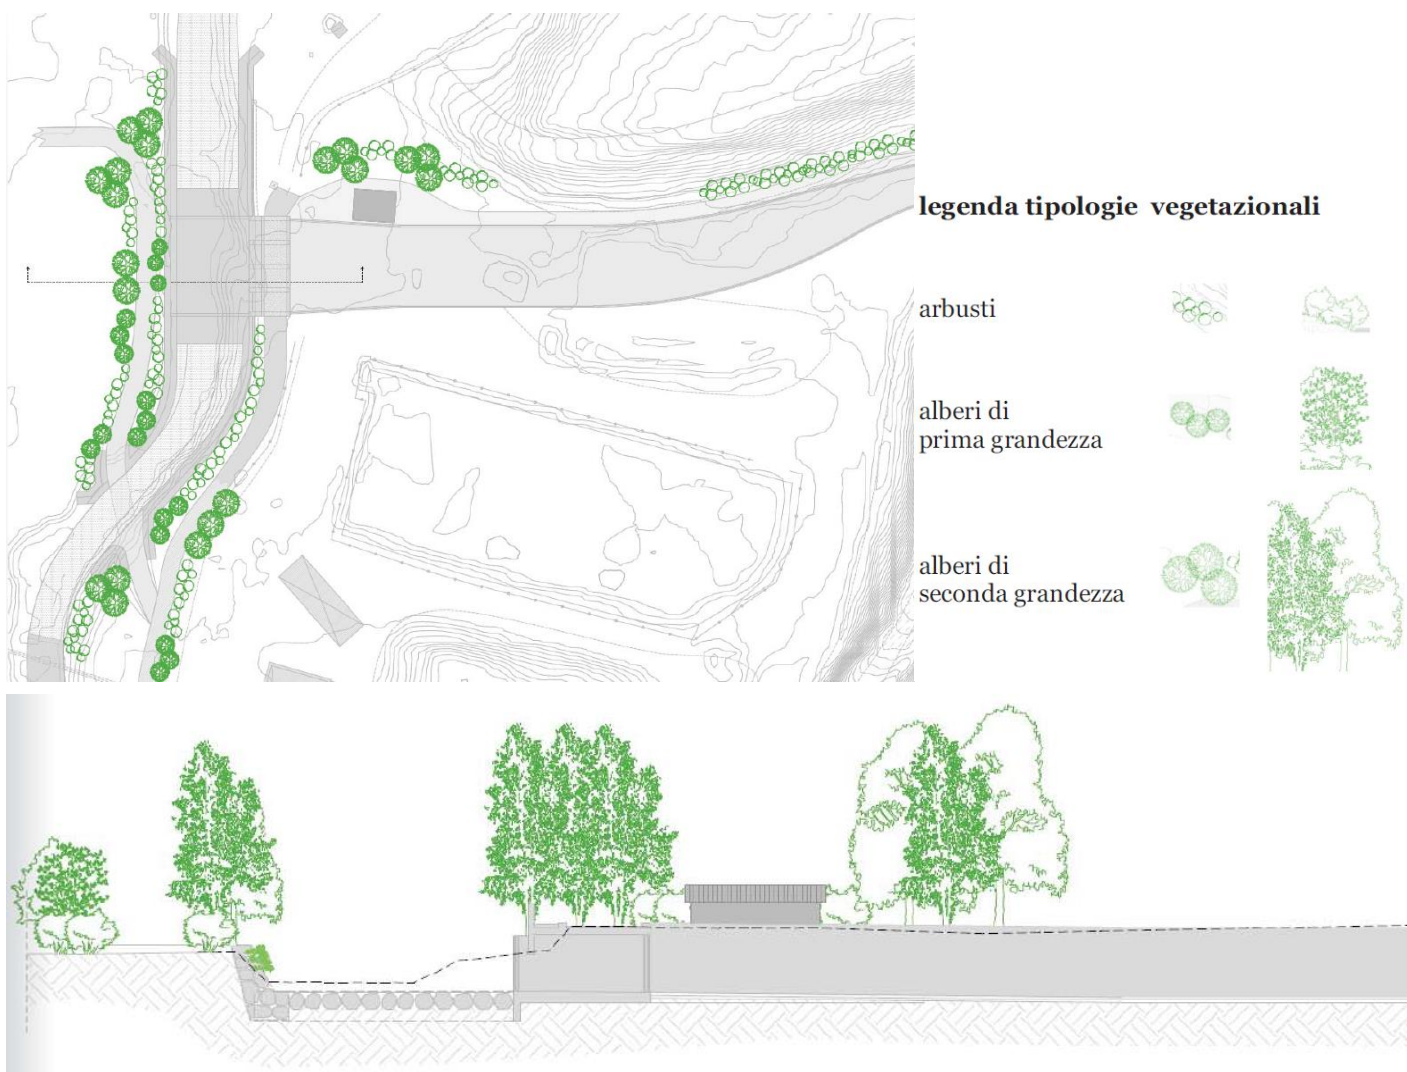 legenda tipologie vegetazionali
arbusti
alberi di
prima grandezza
alberi di
seconda grandezza